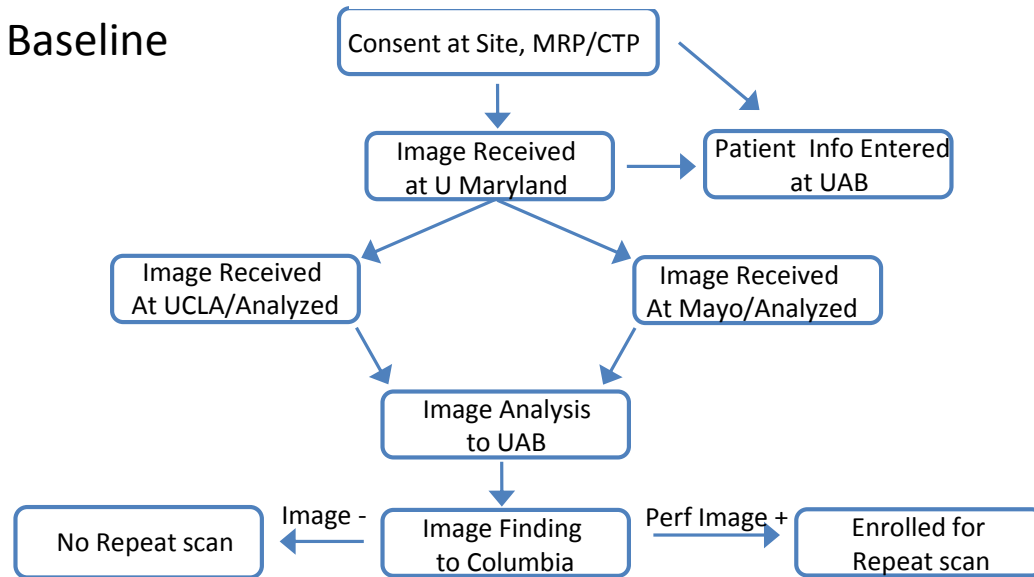 Baseline
Consent at Site, MRP/CTP
Image Received
at U Maryland
Patient Info Entered
at UAB
Image Received
At UCLA/Analyzed
Image Received
At Mayo/Analyzed
Image Analysis
to UAB
Image -
Perf Image +
No Repeat scan
Image Finding
to Columbia
Enrolled for
Repeat scan